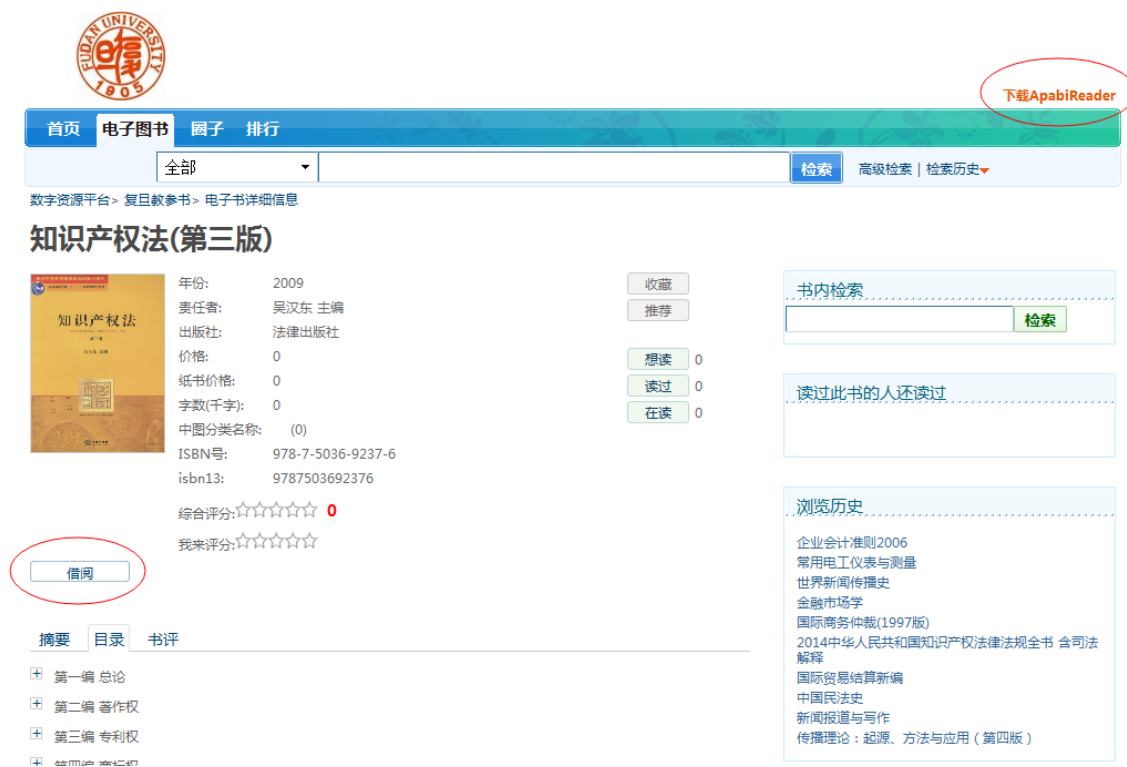 FUDAN UNIVERSITY
1905
下载ApabiReader
首页 电子图书 圈子 排行
全部 检索 高级检索 | 检索历史
数字资源平台> 复旦教参书> 电子书详细信息
知识产权法(第三版)
知识产权法
年份: 2009
责任者: 吴汉东 主编
出版社: 法律出版社
价格: 0
纸书价格: 0
字数(千字): 0
中图分类名称: (0)
ISBN号: 978-7-5036-9237-6
isbn13: 9787503692376
综合评分: 0
我来评分:
借阅
收藏
推荐
想读 0
读过 0
在读 0
摘要 目录 书评
第一编 总论
第二编 著作权
第三编 专利权
第四编 商标权
书内检索
检索
读过此书的人还读过
浏览历史
企业会计准则2006
常用电工仪表与测量
世界新闻传播史
金融市场学
国际商务仲裁(1997版)
2014中华人民共和国知识产权法律法规全书 含司法
解释
国际贸易结算新编
中国民法史
新闻报道与写作
传播理论：起源、方法与应用（第四版）